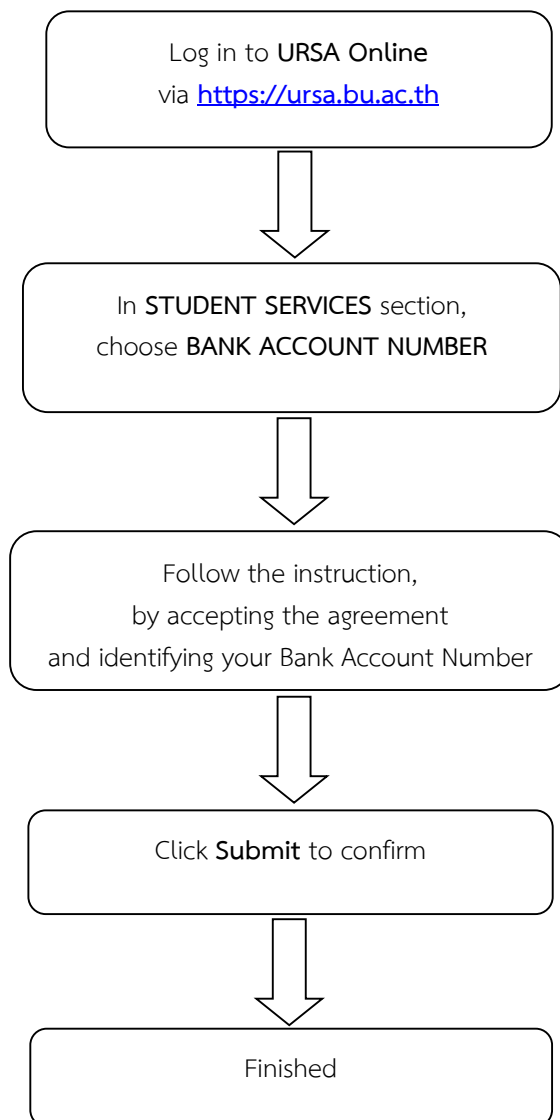 Log in to URSA Online
via https://ursa.bu.ac.th
In STUDENT SERVICES section,
choose BANK ACCOUNT NUMBER
Follow the instruction,
by accepting the agreement
and identifying your Bank Account Number
Click Submit to confirm
Finished